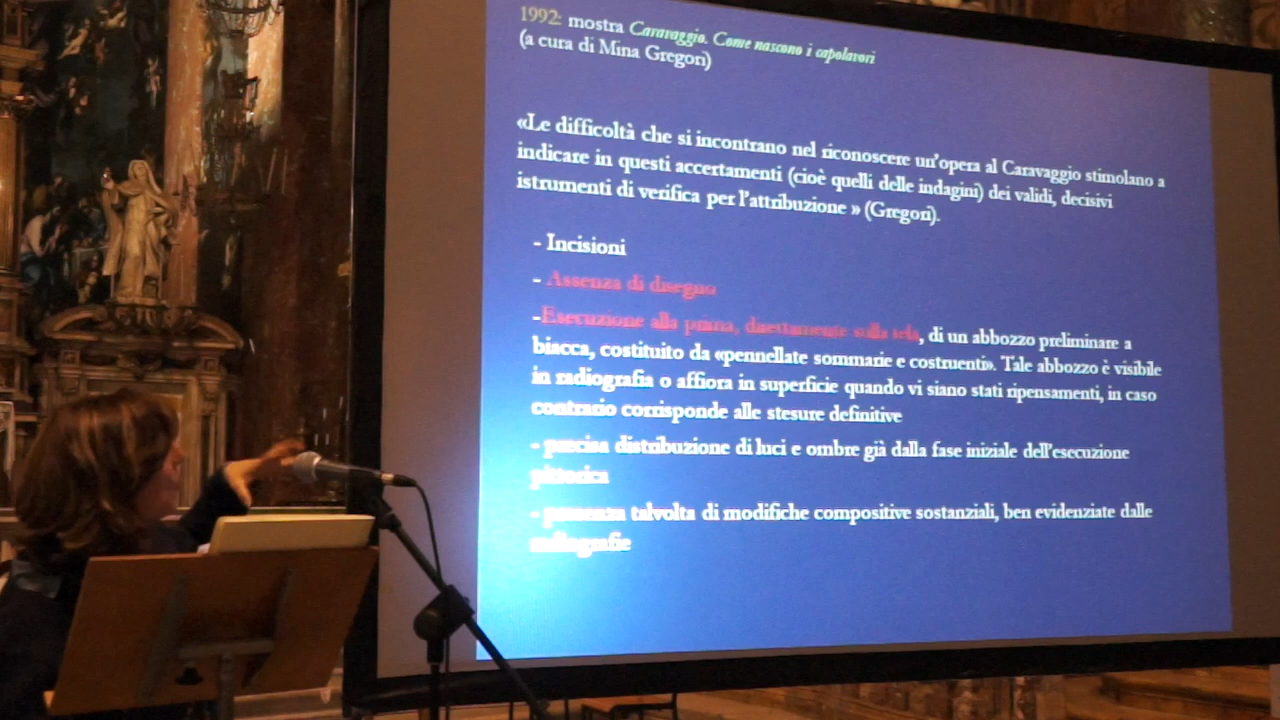 1992: mostra Caravaggio. Come nascono i capolavori
(a cura di Mina Gregori)
«Le difficoltà che si incontrano nel riconoscere un'opera al Caravaggio stimolano a
indicare in questi accertamenti (cioè quelli delle indagini) dei validi, decisivi
istrumenti di verifica per l'attribuzione » (Gregori).
- Incisioni
- Assenza di disegno
-Esecuzione alla prima, direttamente sulla tela, di un abbozzo preliminare a
biacca, costituito da «pennellate sommarie e costruenti». Tale abbozzo è visibile
in radiografia o affiora in superficie quando vi siano stati ripensamenti, in caso
contrario corrisponde alle stesure definitive
- precisa distribuzione di luci e ombre già dalla fase iniziale dell'esecuzione
pittorica
- presenza talvolta di modifiche compositive sostanziali, ben evidenziate dalle
radiografie